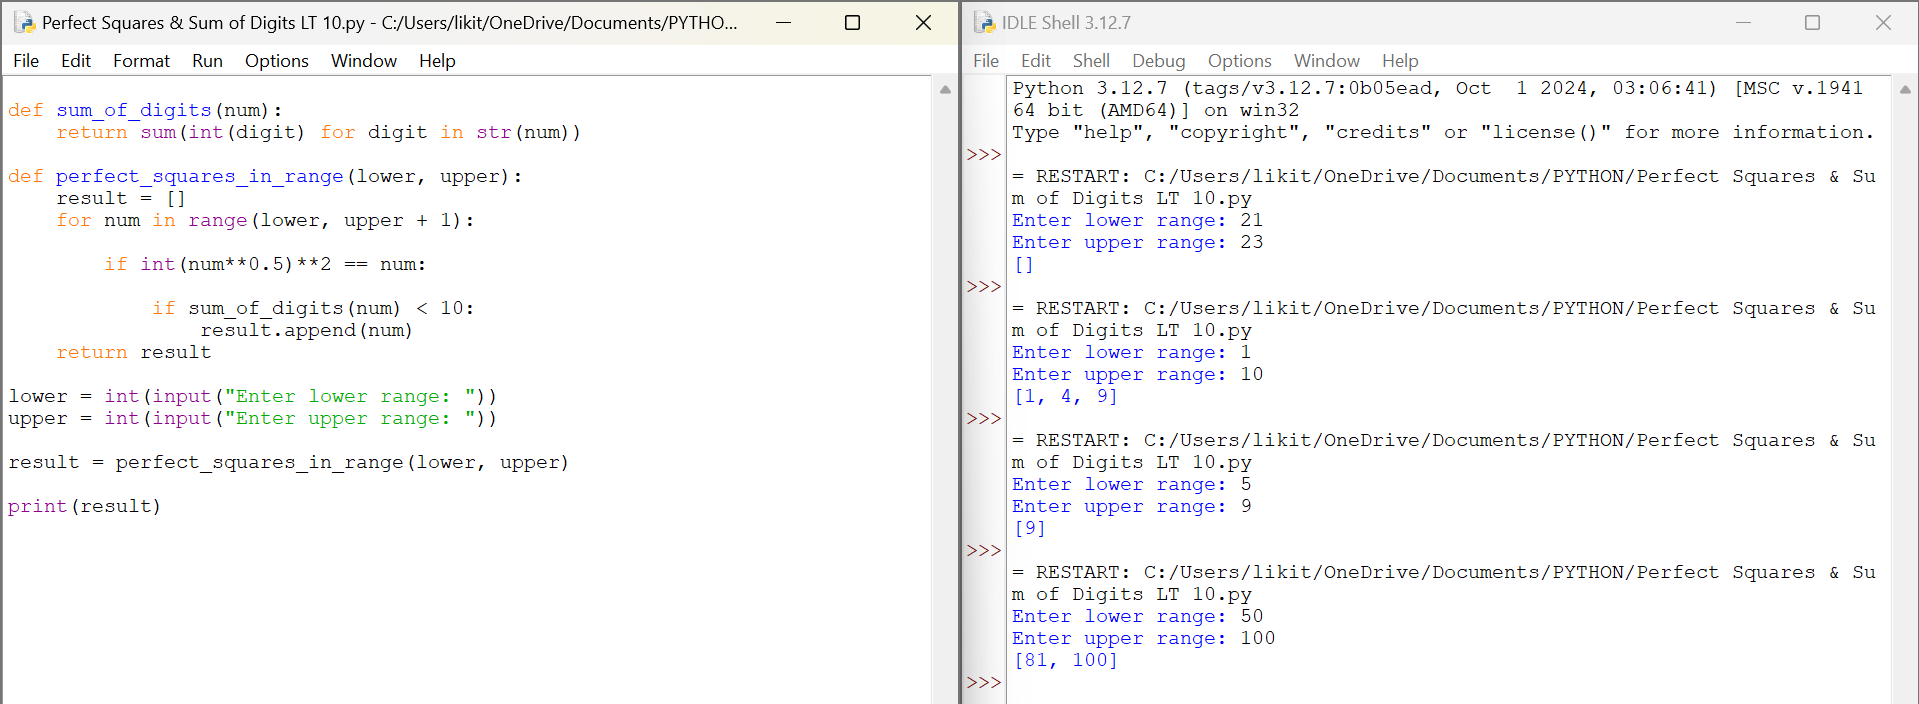 Perfect Squares & Sum of Digits LT 10.py - C:/Users/likit/OneDrive/Documents/PYTHO...
File Edit Format Run Options Window Help
def sum_of_digits(num):
    return sum(int(digit) for digit in str(num))
def perfect_squares_in_range(lower, upper):
    result = []
    for num in range(lower, upper + 1):
        if int(num**0.5)**2 == num:
            if sum_of_digits(num) < 10:
                result.append(num)
    return result
lower = int(input("Enter lower range: "))
upper = int(input("Enter upper range: "))
result = perfect_squares_in_range(lower, upper)
print(result)
IDLE Shell 3.12.7
File Edit Shell Debug Options Window Help
Python 3.12.7 (tags/v3.12.7:0b05ead, Oct  1 2024, 03:06:41) [MSC v.1941
64 bit (AMD64)] on win32
Type "help", "copyright", "credits" or "license()" for more information.
>>>
= RESTART: C:/Users/likit/OneDrive/Documents/PYTHON/Perfect Squares & Su
m of Digits LT 10.py
Enter lower range: 21
Enter upper range: 23
[]
>>>
= RESTART: C:/Users/likit/OneDrive/Documents/PYTHON/Perfect Squares & Su
m of Digits LT 10.py
Enter lower range: 1
Enter upper range: 10
[1, 4, 9]
>>>
= RESTART: C:/Users/likit/OneDrive/Documents/PYTHON/Perfect Squares & Su
m of Digits LT 10.py
Enter lower range: 5
Enter upper range: 9
[9]
>>>
= RESTART: C:/Users/likit/OneDrive/Documents/PYTHON/Perfect Squares & Su
m of Digits LT 10.py
Enter lower range: 50
Enter upper range: 100
[81, 100]
>>>